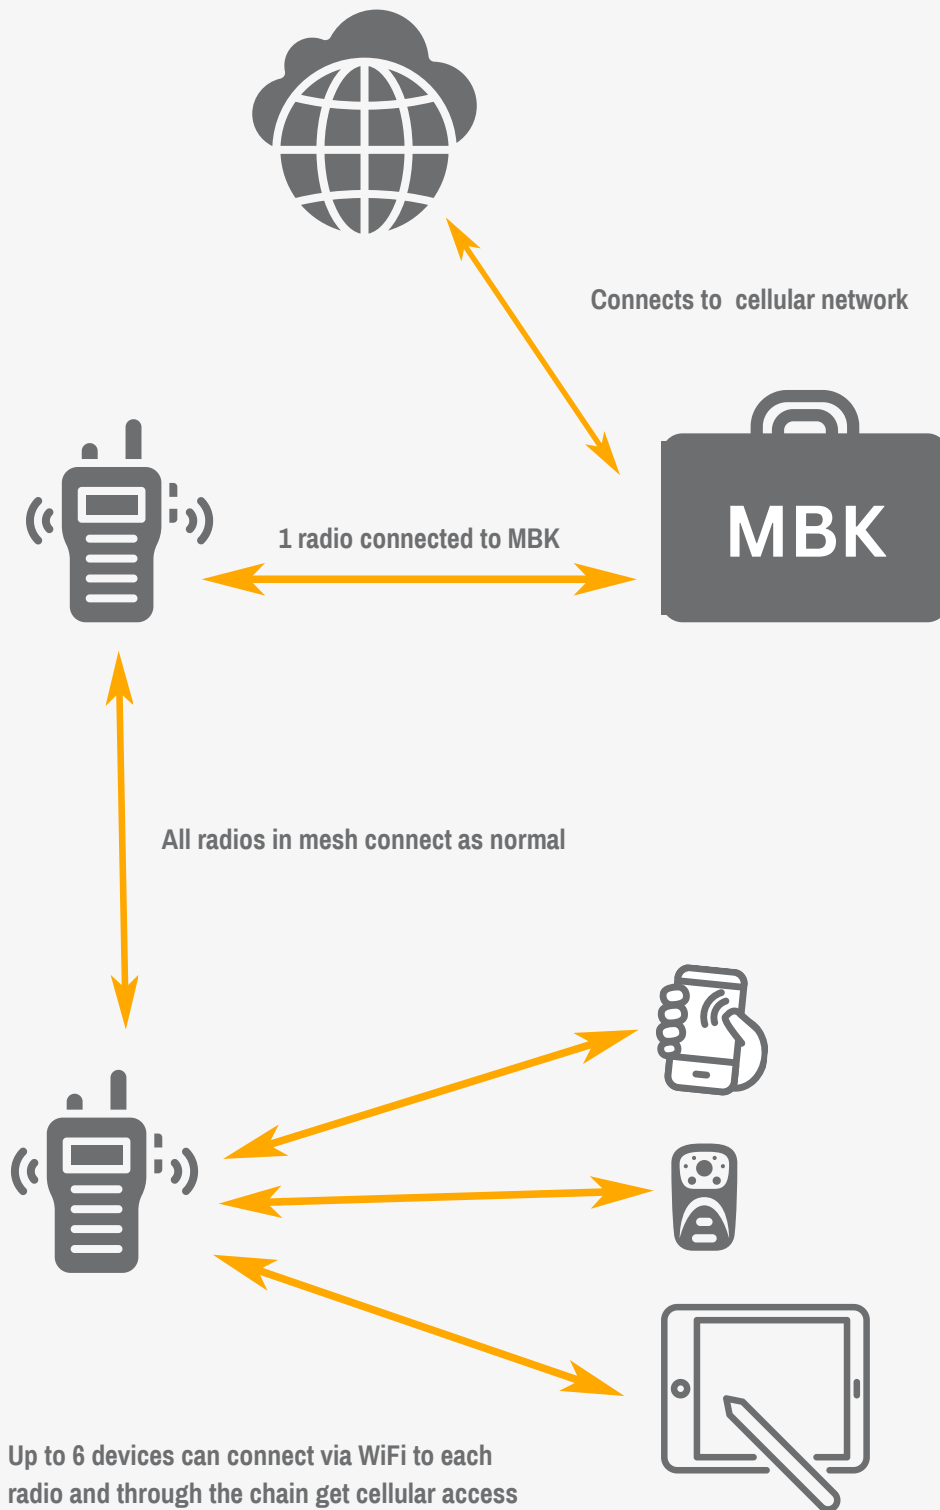 Connects to  cellular network
MBK
1 radio connected to MBK
All radios in mesh connect as normal
Up to 6 devices can connect via WiFi to each
radio and through the chain get cellular access